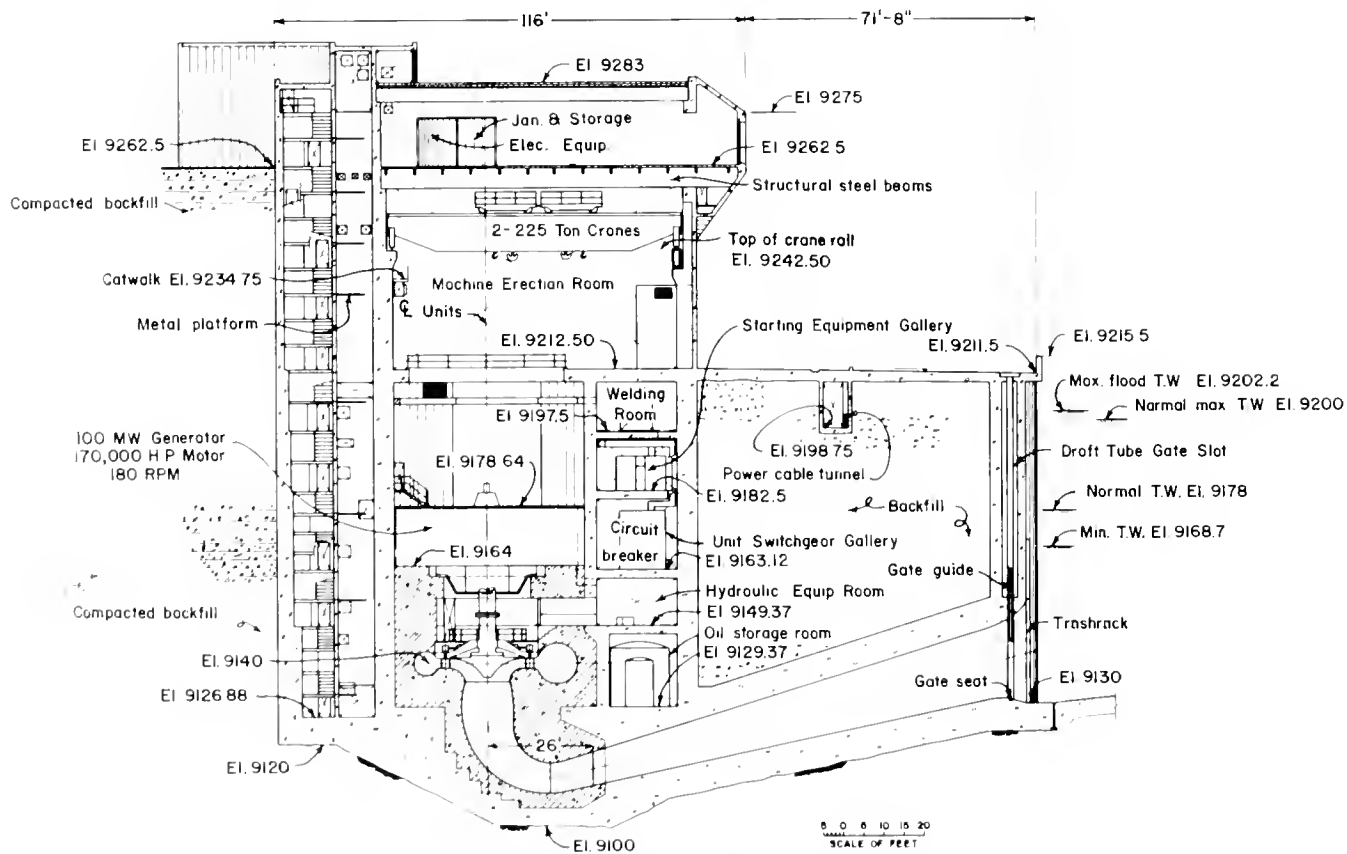 116'
71'-8"
El. 9283
El. 9275
Jan. & Storage
Elec. Equip.
El 9262.5
El 9262 5
Structural steel beams
Compacted backfill
2-225 Ton Cranes
Top of crane rail
El. 9242.50
Catwalk El. 9234 75
Machine Erection Room
℄ Units
Metal platform
Starting Equipment Gallery
El. 9212.50
El. 9211.5
El. 9215 5
Welding
Room
El 9197.5
Max. flood T.W El. 9202.2
Normal max T.W El. 9200
100 MW Generator
170,000 H P Motor
180 RPM
El. 9178 64
El. 9198 75
Power cable tunnel
Draft Tube Gate Slot
El. 9182.5
Normal T.W. El. 9178
Backfill
Circuit
breaker
Unit Switchgear Gallery
El 9163.12
Min. T.W. El. 9168.7
El. 9164
Gate guide
Hydraulic Equip Room
El 9149.37
Compacted backfill
Oil storage room
El 9129.37
Trashrack
El. 9140
El 9126 88
Gate seat
El 9130
26
El. 9120
El. 9100
5 0 5 10 15 20
SCALE OF FEET